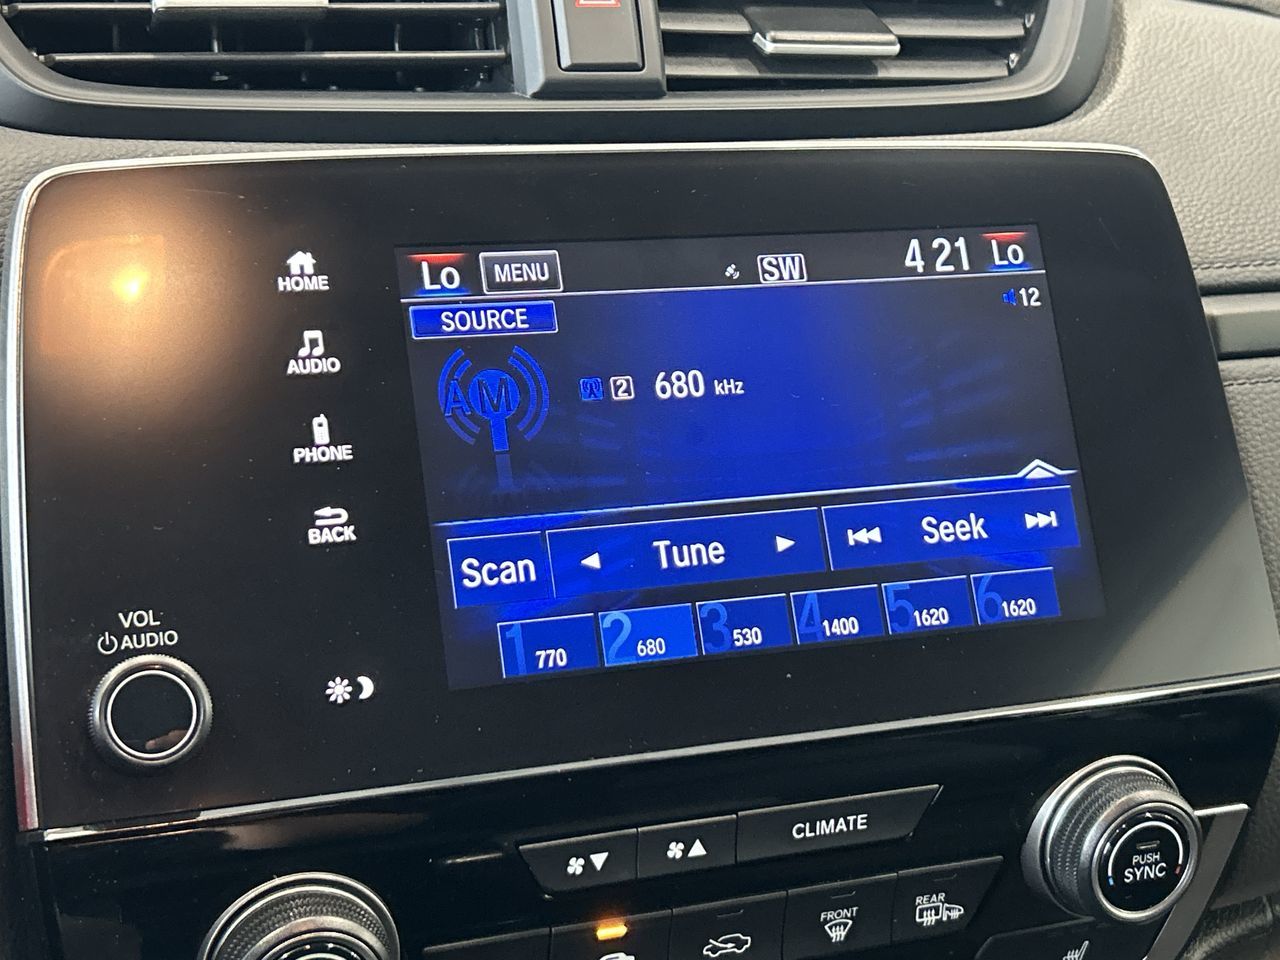 Lo MENU SW 4 21 Lo
12
SOURCE
AM 2 680 kHz
HOME
AUDIO
PHONE
BACK
Scan Tune Seek
1 770 2 680 3 530 4 1400 5 1620 6 1620
VOL
AUDIO
CLIMATE
PUSH
SYNC
FRONT
REAR